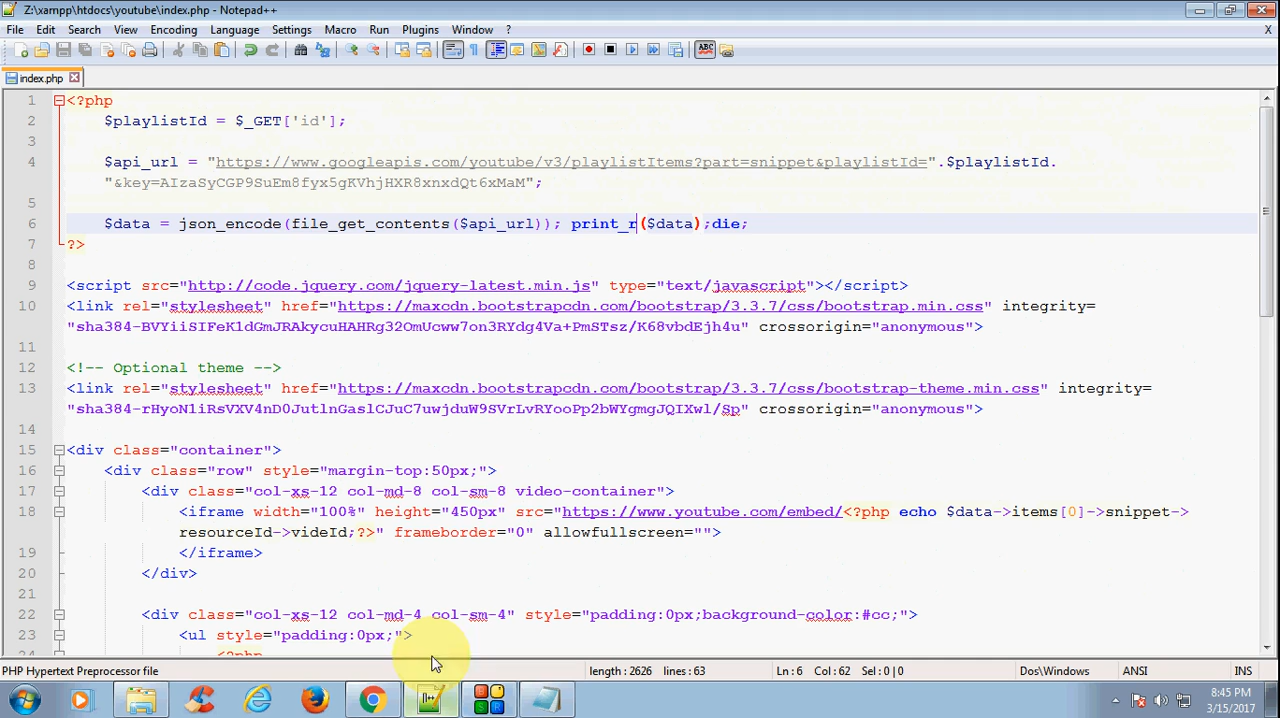 Z:\xampp\htdocs\youtube\index.php - Notepad++
File Edit Search View Encoding Language Settings Macro Run Plugins Window ? X
index.php
1 <?php
2 $playlistId = $_GET['id'];
3
4 $api_url = "https://www.googleapis.com/youtube/v3/playlistItems?part=snippet&playlistId=".$playlistId.
"&key=AIzaSyCGP9SuEm8fyx5gKVhjHXR8xnxdQt6xMaM";
5
6 $data = json_encode(file_get_contents($api_url)); print_r($data);die;
7 ?>
8
9 <script src="http://code.jquery.com/jquery-latest.min.js" type="text/javascript"></script>
10 <link rel="stylesheet" href="https://maxcdn.bootstrapcdn.com/bootstrap/3.3.7/css/bootstrap.min.css" integrity=
"sha384-BVYiiSIFeK1dGmJRAkycuHAHRg32OmUcww7on3RYdg4Va+PmSTsz/K68vbdEjh4u" crossorigin="anonymous">
11
12 <!-- Optional theme -->
13 <link rel="stylesheet" href="https://maxcdn.bootstrapcdn.com/bootstrap/3.3.7/css/bootstrap-theme.min.css" integrity=
"sha384-rHyoN1iRsVXV4nD0JutlnGaslCJuC7uwjduW9SVrLvRYooPp2bWYgmgJQIXwl/Sp" crossorigin="anonymous">
14
15 <div class="container">
16 <div class="row" style="margin-top:50px;">
17 <div class="col-xs-12 col-md-8 col-sm-8 video-container">
18 <iframe width="100%" height="450px" src="https://www.youtube.com/embed/<?php echo $data->items[0]->snippet->
resourceId->videId;?>" frameborder="0" allowfullscreen="">
19 </iframe>
20 </div>
21
22 <div class="col-xs-12 col-md-4 col-sm-4" style="padding:0px;background-color:#cc;">
23 <ul style="padding:0px;">
24 <?php
PHP Hypertext Preprocessor file length : 2626 lines : 63 Ln : 6 Col : 62 Sel : 0 | 0 Dos\Windows ANSI INS
8:45 PM
3/15/2017